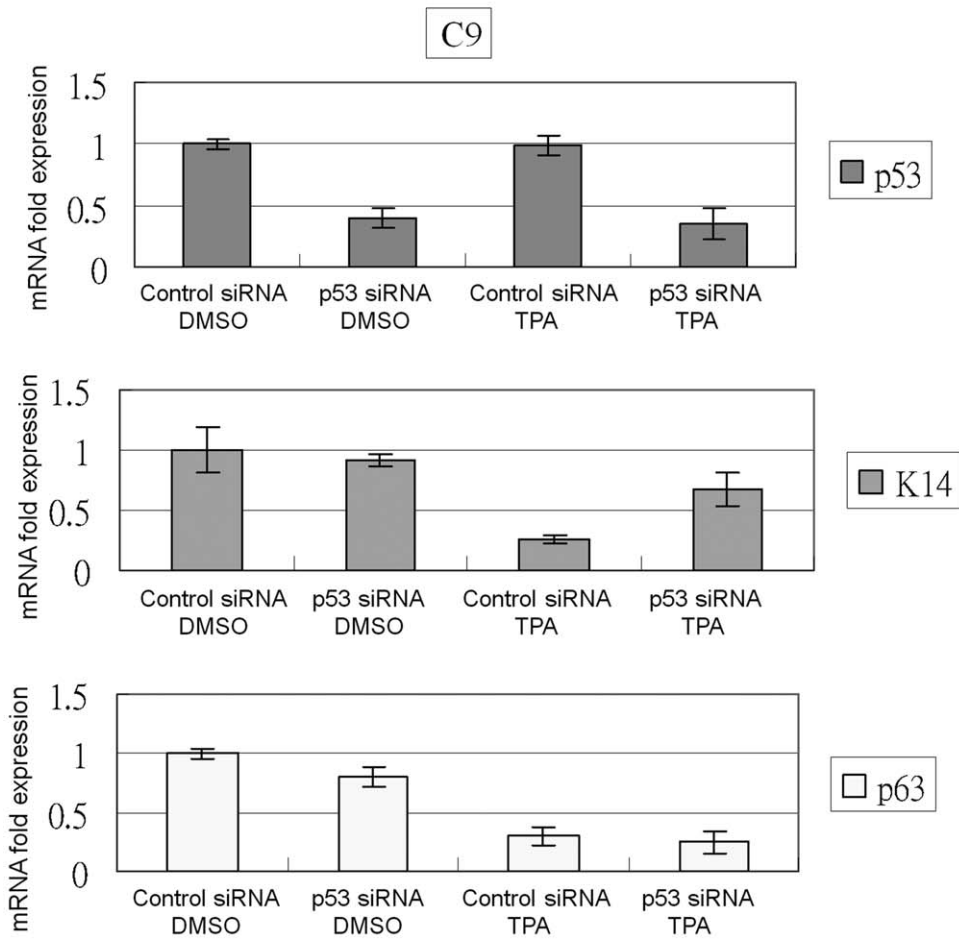 C9
mRNA fold expression
1.5
1
0.5
0
Control siRNA
DMSO
p53 siRNA
DMSO
Control siRNA
TPA
p53 siRNA
TPA
p53
mRNA fold expression
1.5
1
0.5
0
Control siRNA
DMSO
p53 siRNA
DMSO
Control siRNA
TPA
p53 siRNA
TPA
K14
mRNA fold expression
1.5
1
0.5
0
Control siRNA
DMSO
p53 siRNA
DMSO
Control siRNA
TPA
p53 siRNA
TPA
p63